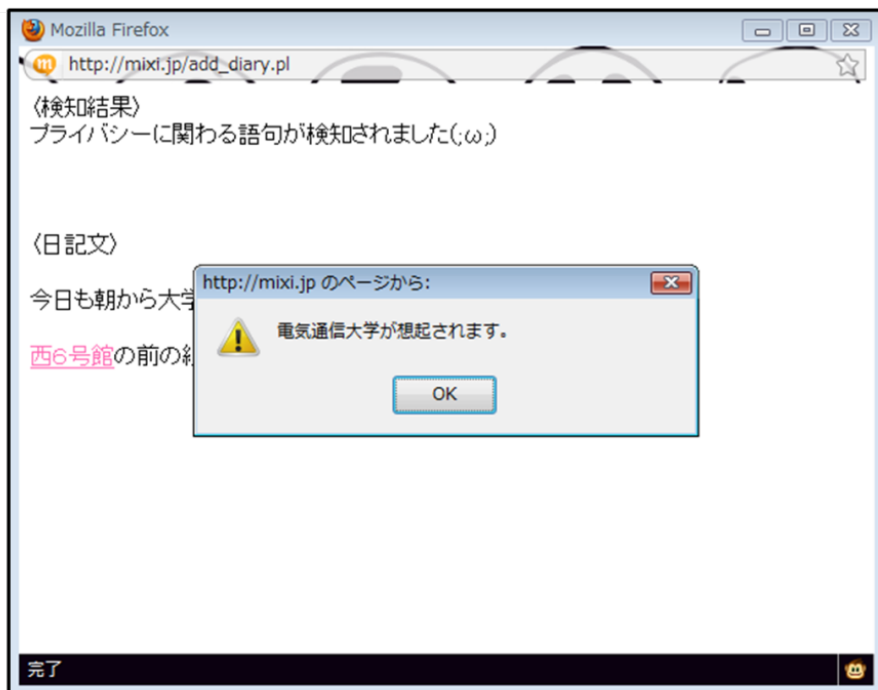 Mozilla Firefox
http://mixi.jp/add_diary.pl
〈検知結果〉
プライバシーに関わる語句が検知されました(;ω;)
〈日記文〉
今日も朝から大学
西6号館の前の
http://mixi.jp のページから:
電気通信大学が想起されます。
OK
完了